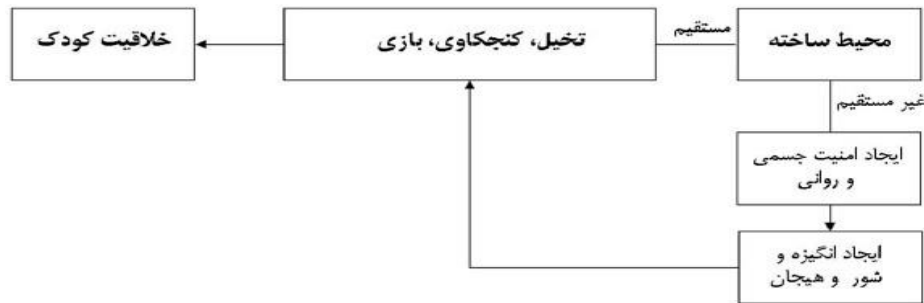 محیط ساخته
مستقیم
تخیل، کنجکاوی، بازی
خلاقیت کودک
غیر مستقیم
ایجاد امنیت جسمی
و روانی
ایجاد انگیزه و
شور و هیجان